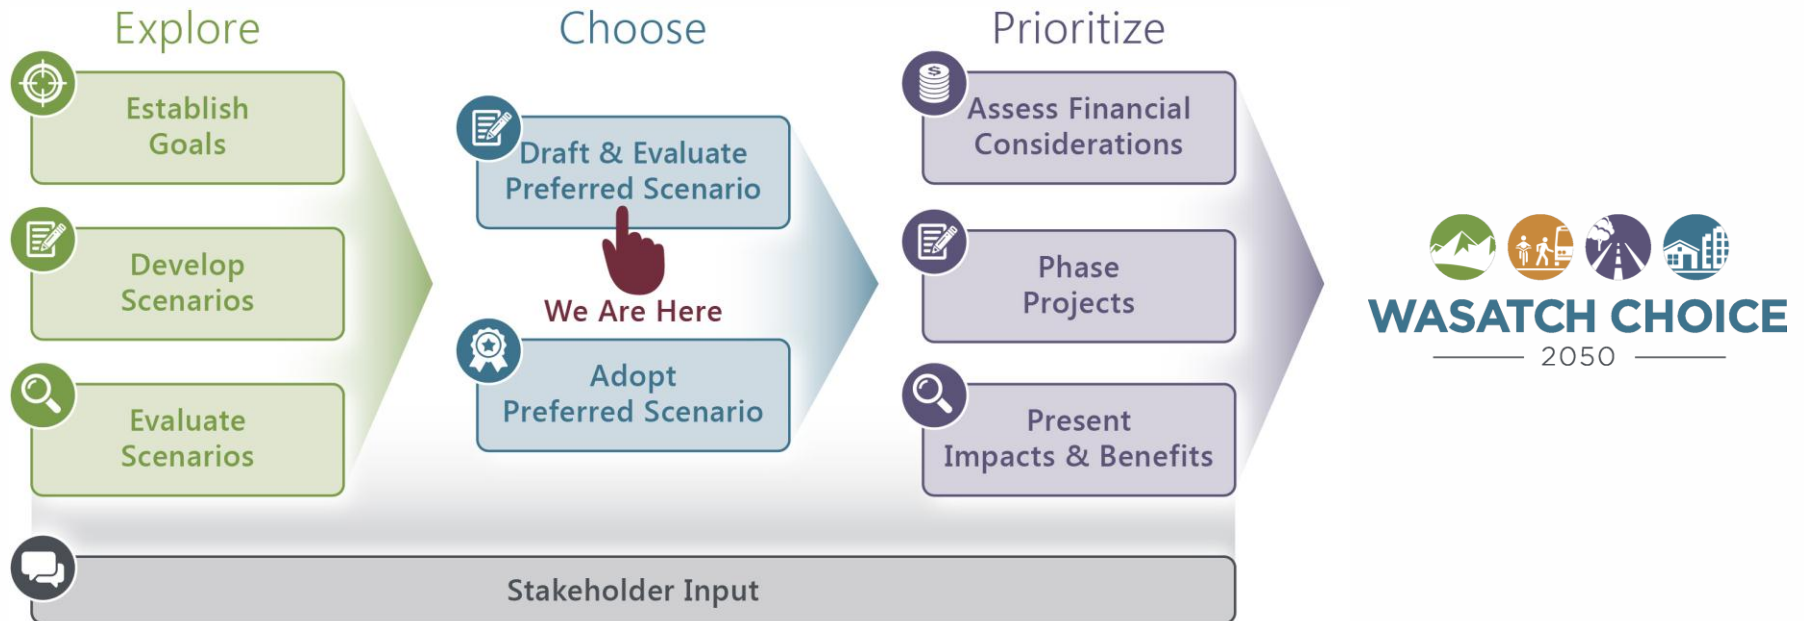 Explore
Establish
Goals
Develop
Scenarios
Evaluate
Scenarios
Choose
Draft & Evaluate
Preferred Scenario
We Are Here
Adopt
Preferred Scenario
Prioritize
$
Assess Financial
Considerations
Phase
Projects
Present
Impacts & Benefits
Stakeholder Input
WASATCH CHOICE
2050